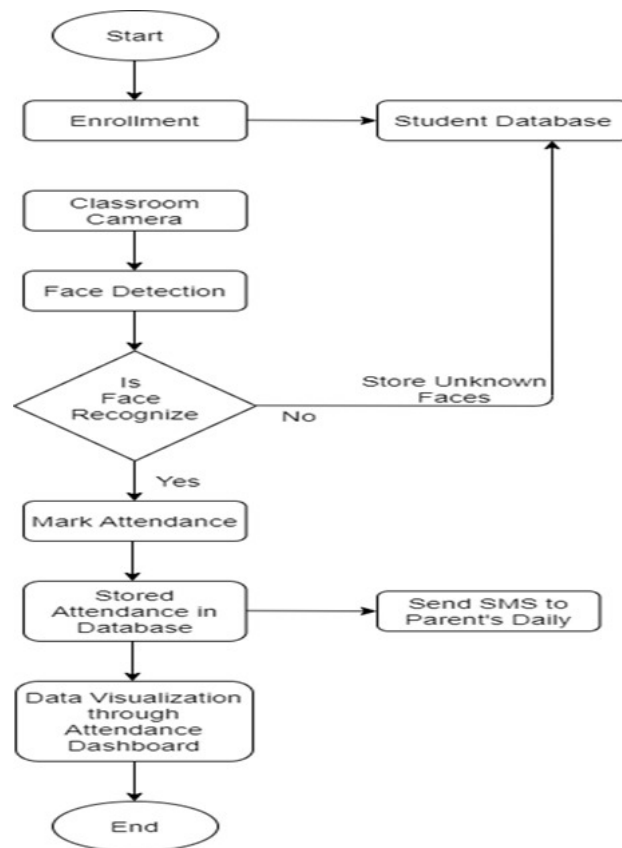 Start
Enrollment
Student Database
Classroom
Camera
Face Detection
Is
Face
Recognize
Store Unknown
Faces
No
Yes
Mark Attendance
Stored
Attendance in
Database
Send SMS to
Parent's Daily
Data Visualization
through
Attendance
Dashboard
End